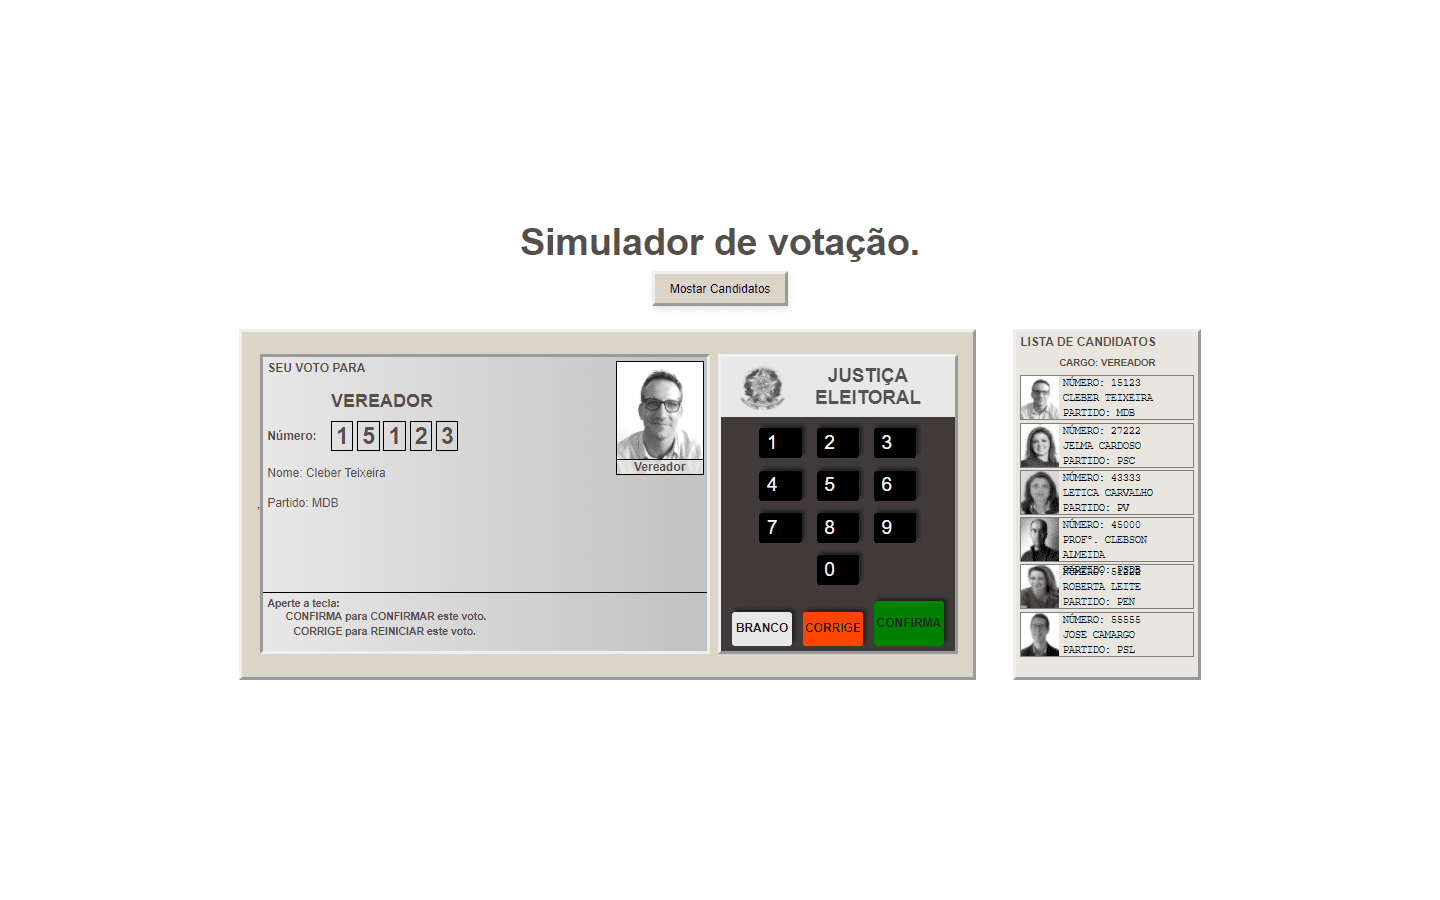 Simulador de votação.
Mostar Candidatos
SEU VOTO PARA
VEREADOR
Número: 1 5 1 2 3
Nome: Cleber Teixeira
,
Partido: MDB
Vereador
Aperte a tecla:
CONFIRMA para CONFIRMAR este voto.
CORRIGE para REINICIAR este voto.
JUSTIÇA
ELEITORAL
1 2 3
4 5 6
7 8 9
0
BRANCO CORRIGE CONFIRMA
LISTA DE CANDIDATOS
CARGO: VEREADOR
NÚMERO: 15123
CLEBER TEIXEIRA
PARTIDO: MDB
NÚMERO: 27222
JELMA CARDOSO
PARTIDO: PSC
NÚMERO: 43333
LETICA CARVALHO
PARTIDO: PV
NÚMERO: 45000
PROFº. CLEBSON
ALMEIDA
PARTIDO: PSDB
NÚMERO: 51222
ROBERTA LEITE
PARTIDO: PEN
NÚMERO: 55555
JOSE CAMARGO
PARTIDO: PSL